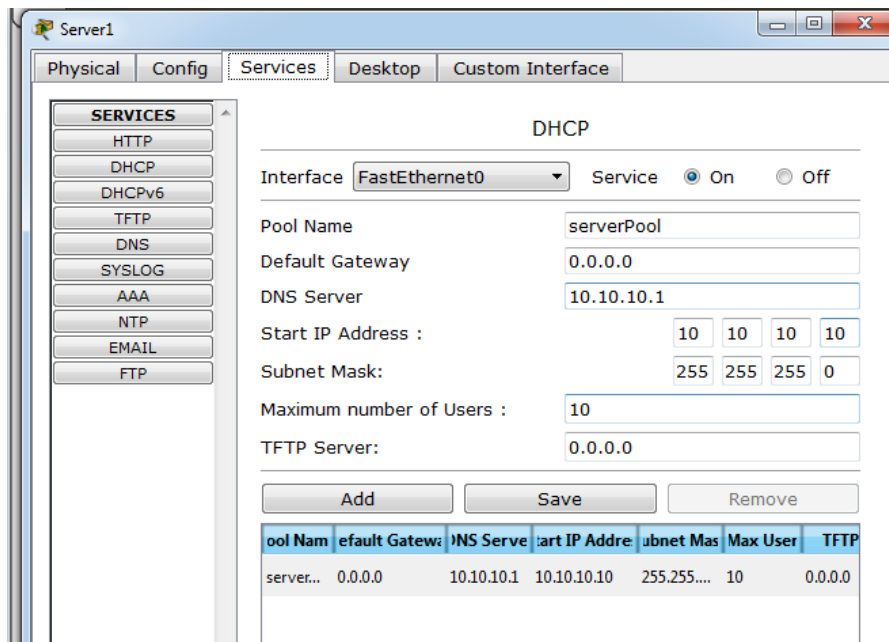 Server1
Physical Config Services Desktop Custom Interface
SERVICES
HTTP
DHCP
DHCPv6
TFTP
DNS
SYSLOG
AAA
NTP
EMAIL
FTP
DHCP
Interface FastEthernet0 Service On Off
Pool Name serverPool
Default Gateway 0.0.0.0
DNS Server 10.10.10.1
Start IP Address : 10 10 10 10
Subnet Mask: 255 255 255 0
Maximum number of Users : 10
TFTP Server: 0.0.0.0
Add Save Remove
ool Nam efault Gatewa DNS Serve tart IP Addre ubnet Mas Max User TFTP
server... 0.0.0.0 10.10.10.1 10.10.10.10 255.255.... 10 0.0.0.0